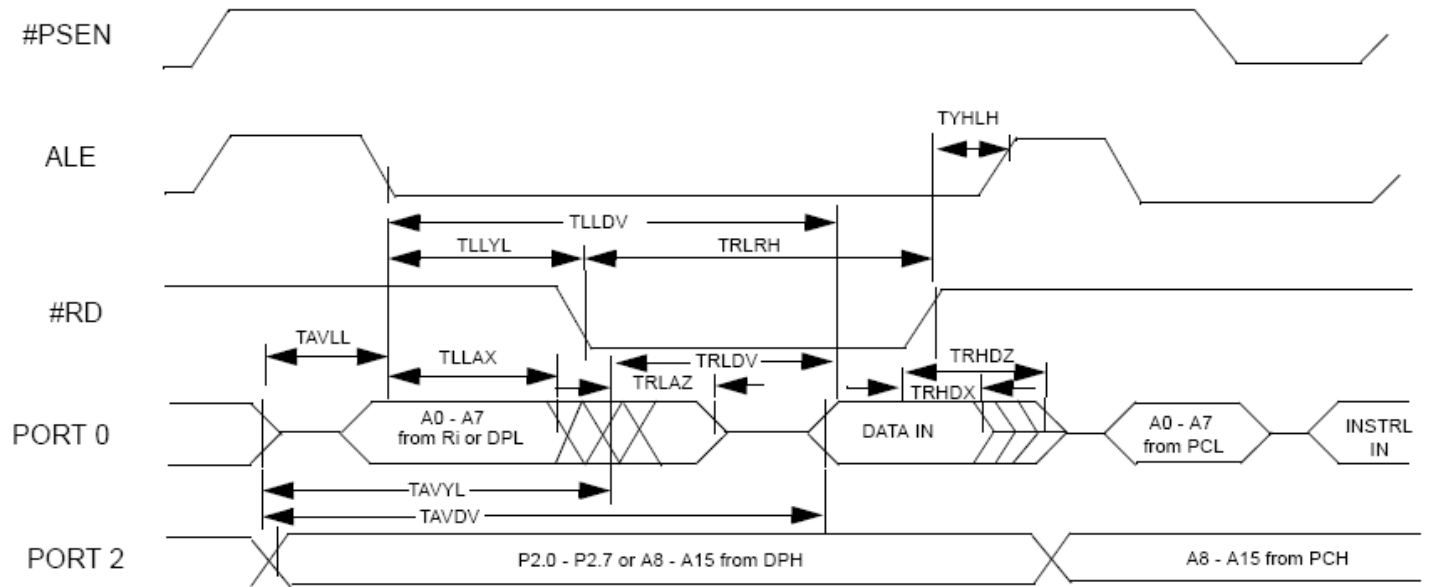 #PSEN
TYHLH
ALE
TLLDV
TLLYL
TRLRH
#RD
TAVLL
TLLAX
TRLDV
TRHDZ
TRLAZ
TRHDX
PORT 0
A0 - A7
from Ri or DPL
DATA IN
A0 - A7
from PCL
INSTRL
IN
TAVYL
TAVDV
PORT 2
P2.0 - P2.7 or A8 - A15 from DPH
A8 - A15 from PCH